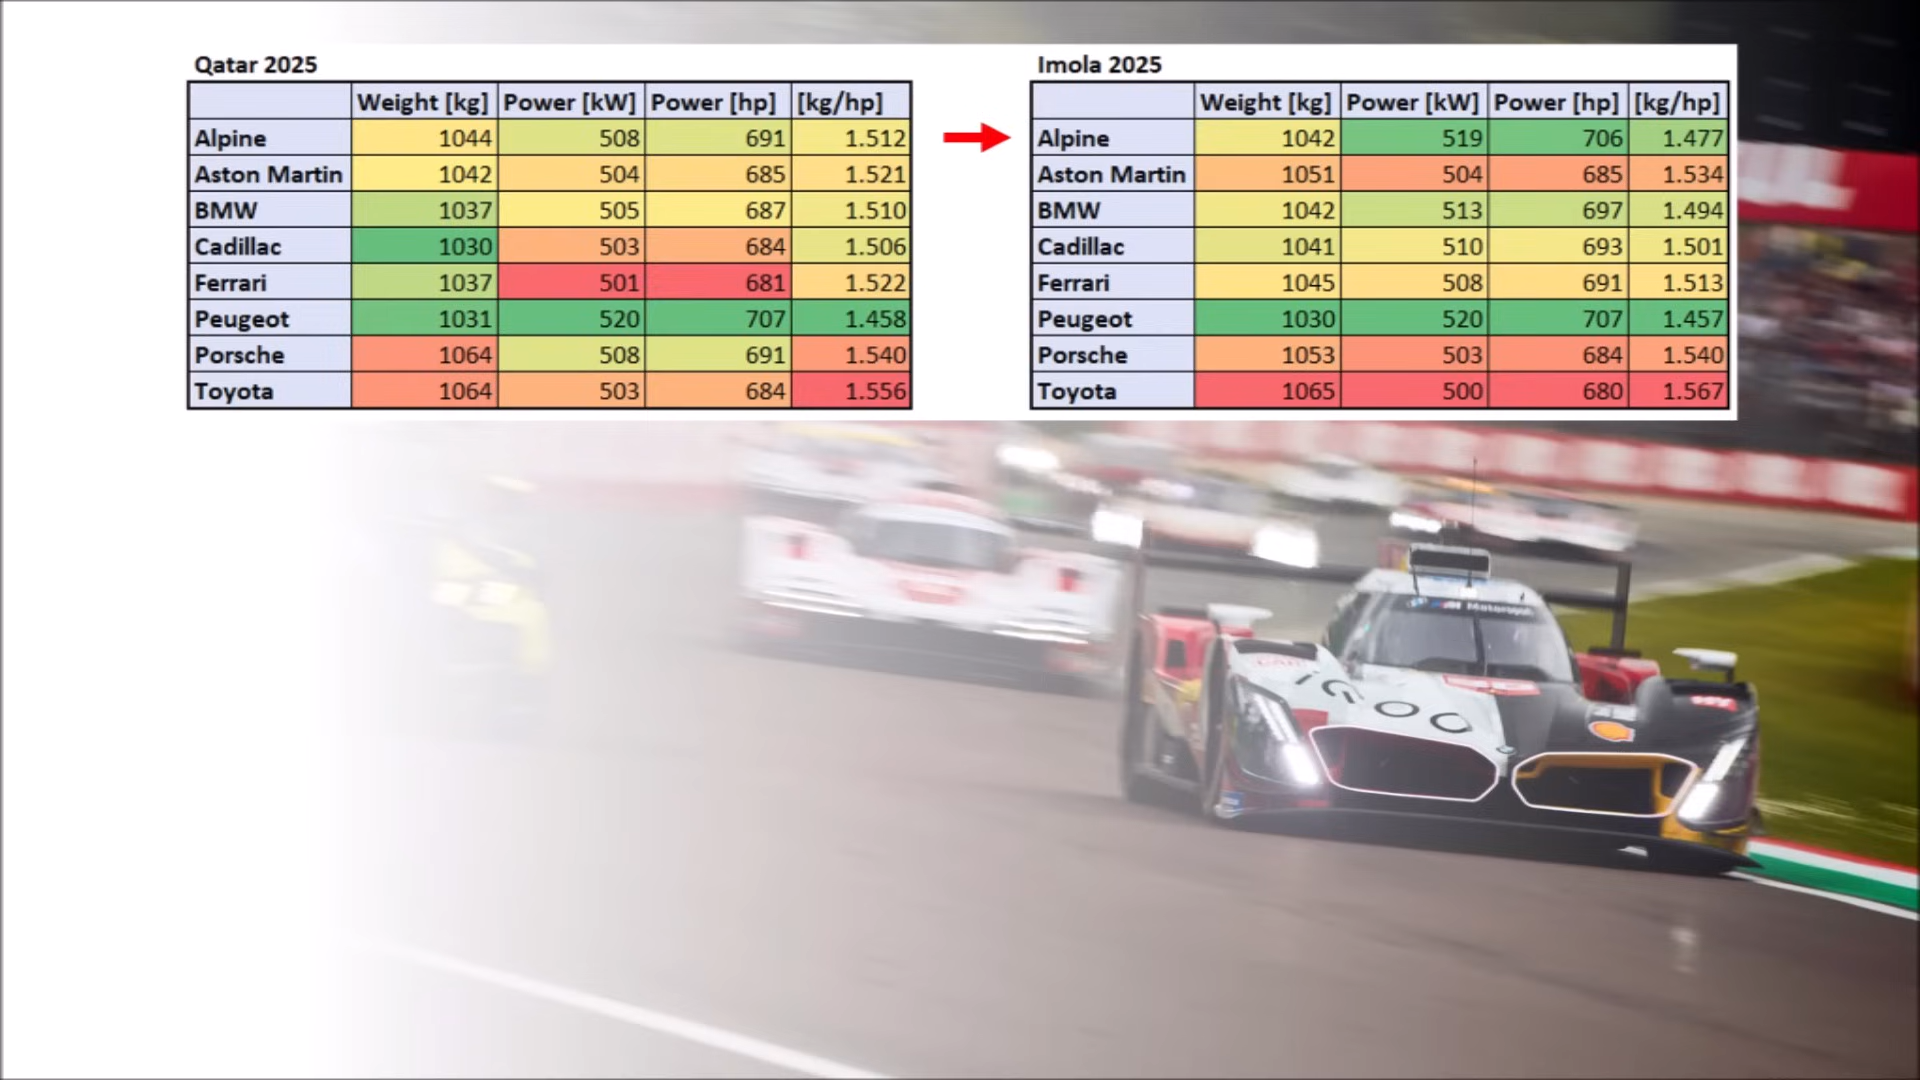 Qatar 2025
Weight [kg] Power [kW] Power [hp] [kg/hp]
Alpine 1044 508 691 1.512
Aston Martin 1042 504 685 1.521
BMW 1037 505 687 1.510
Cadillac 1030 503 684 1.506
Ferrari 1037 501 681 1.522
Peugeot 1031 520 707 1.458
Porsche 1064 508 691 1.540
Toyota 1064 503 684 1.556
Imola 2025
Weight [kg] Power [kW] Power [hp] [kg/hp]
Alpine 1042 519 706 1.477
Aston Martin 1051 504 685 1.534
BMW 1042 513 697 1.494
Cadillac 1041 510 693 1.501
Ferrari 1045 508 691 1.513
Peugeot 1030 520 707 1.457
Porsche 1053 503 684 1.540
Toyota 1065 500 680 1.567
Motorsport